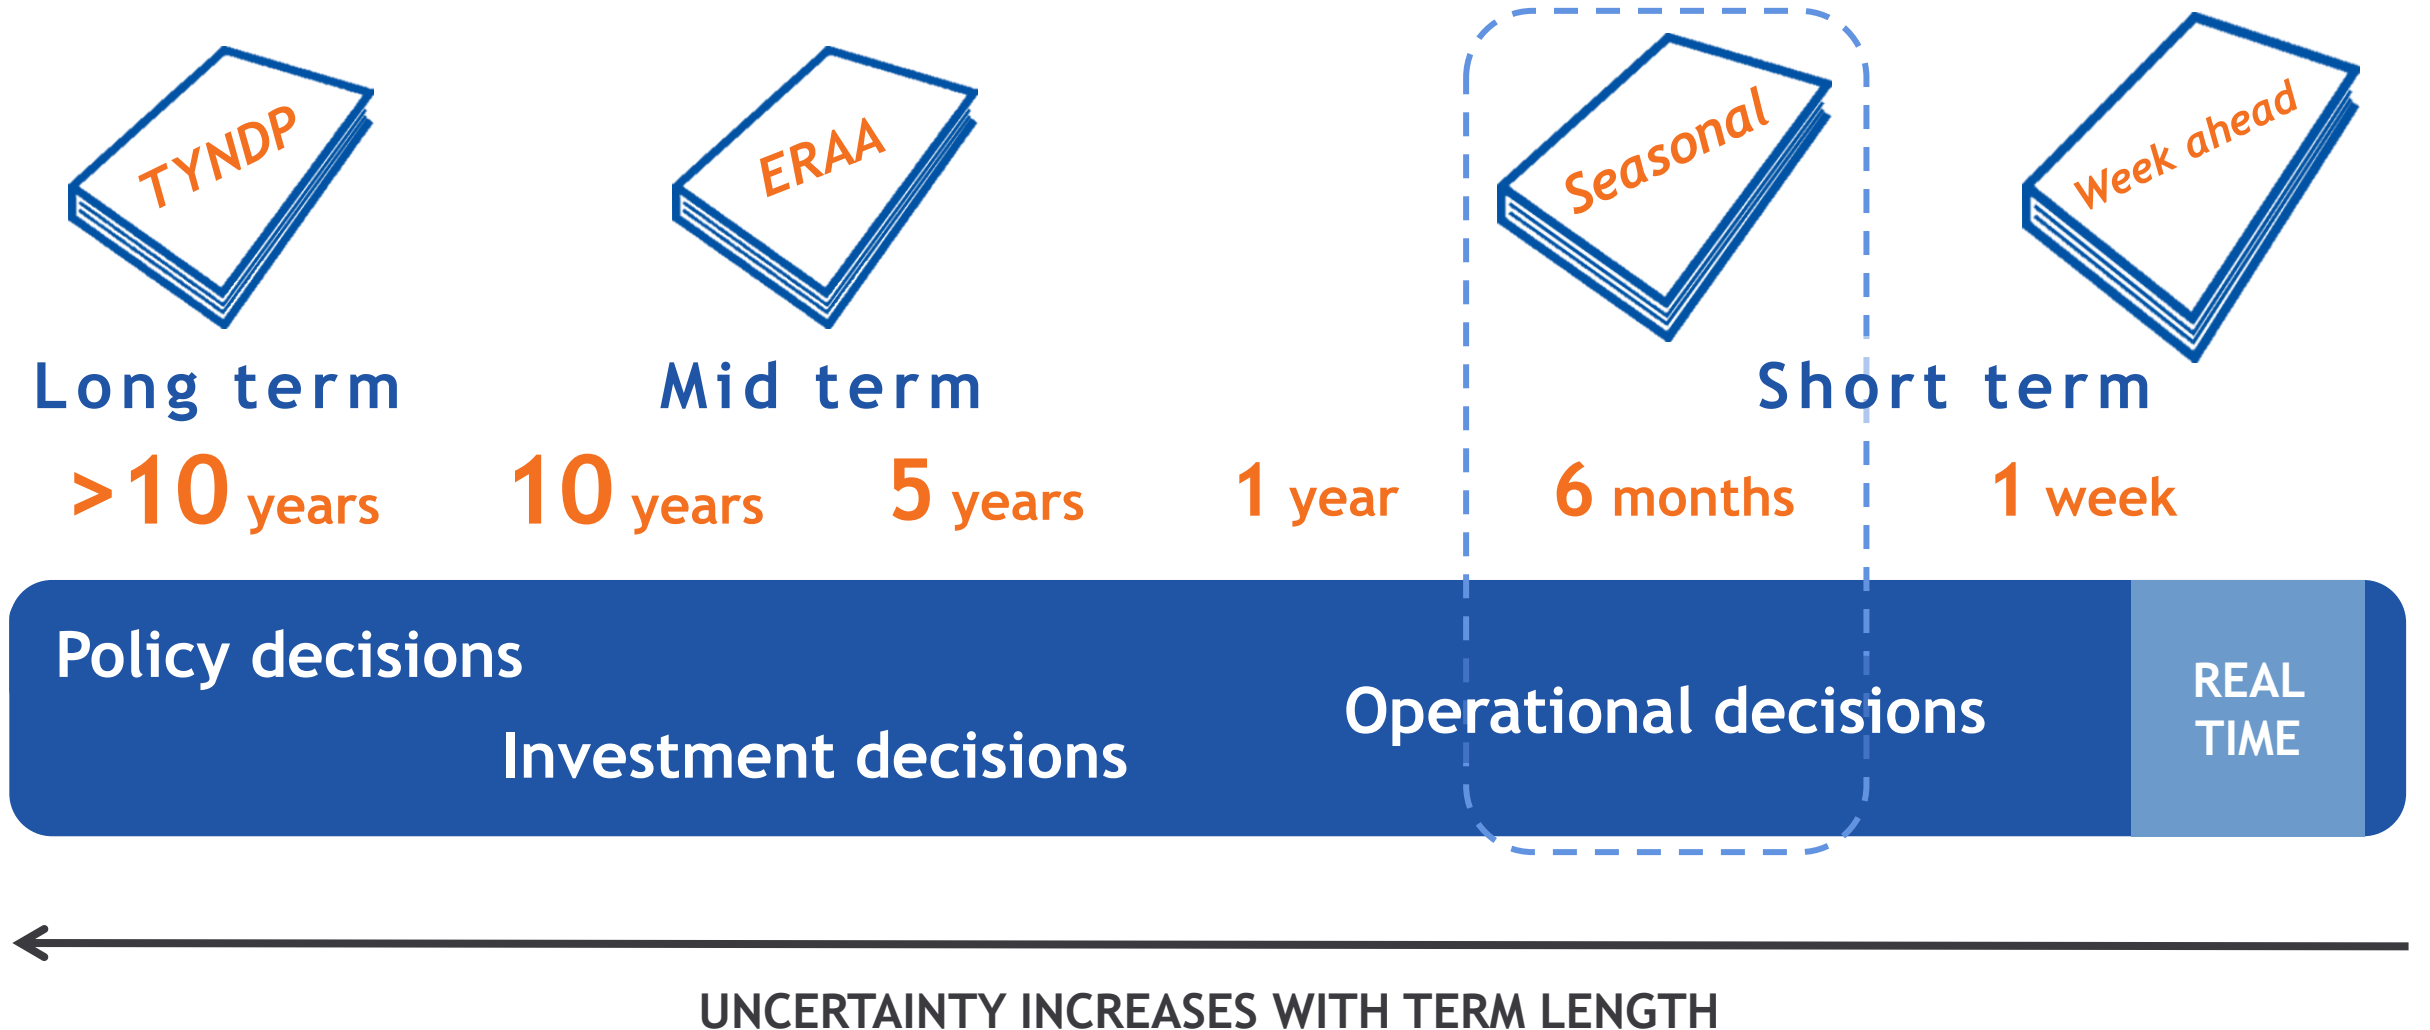 TYNDP
ERAA
Seasonal
Week ahead
Long term
Mid term
Short term
>10 years
10 years
5 years
1 year
6 months
1 week
Policy decisions
Investment decisions
Operational decisions
REAL
TIME
UNCERTAINTY INCREASES WITH TERM LENGTH